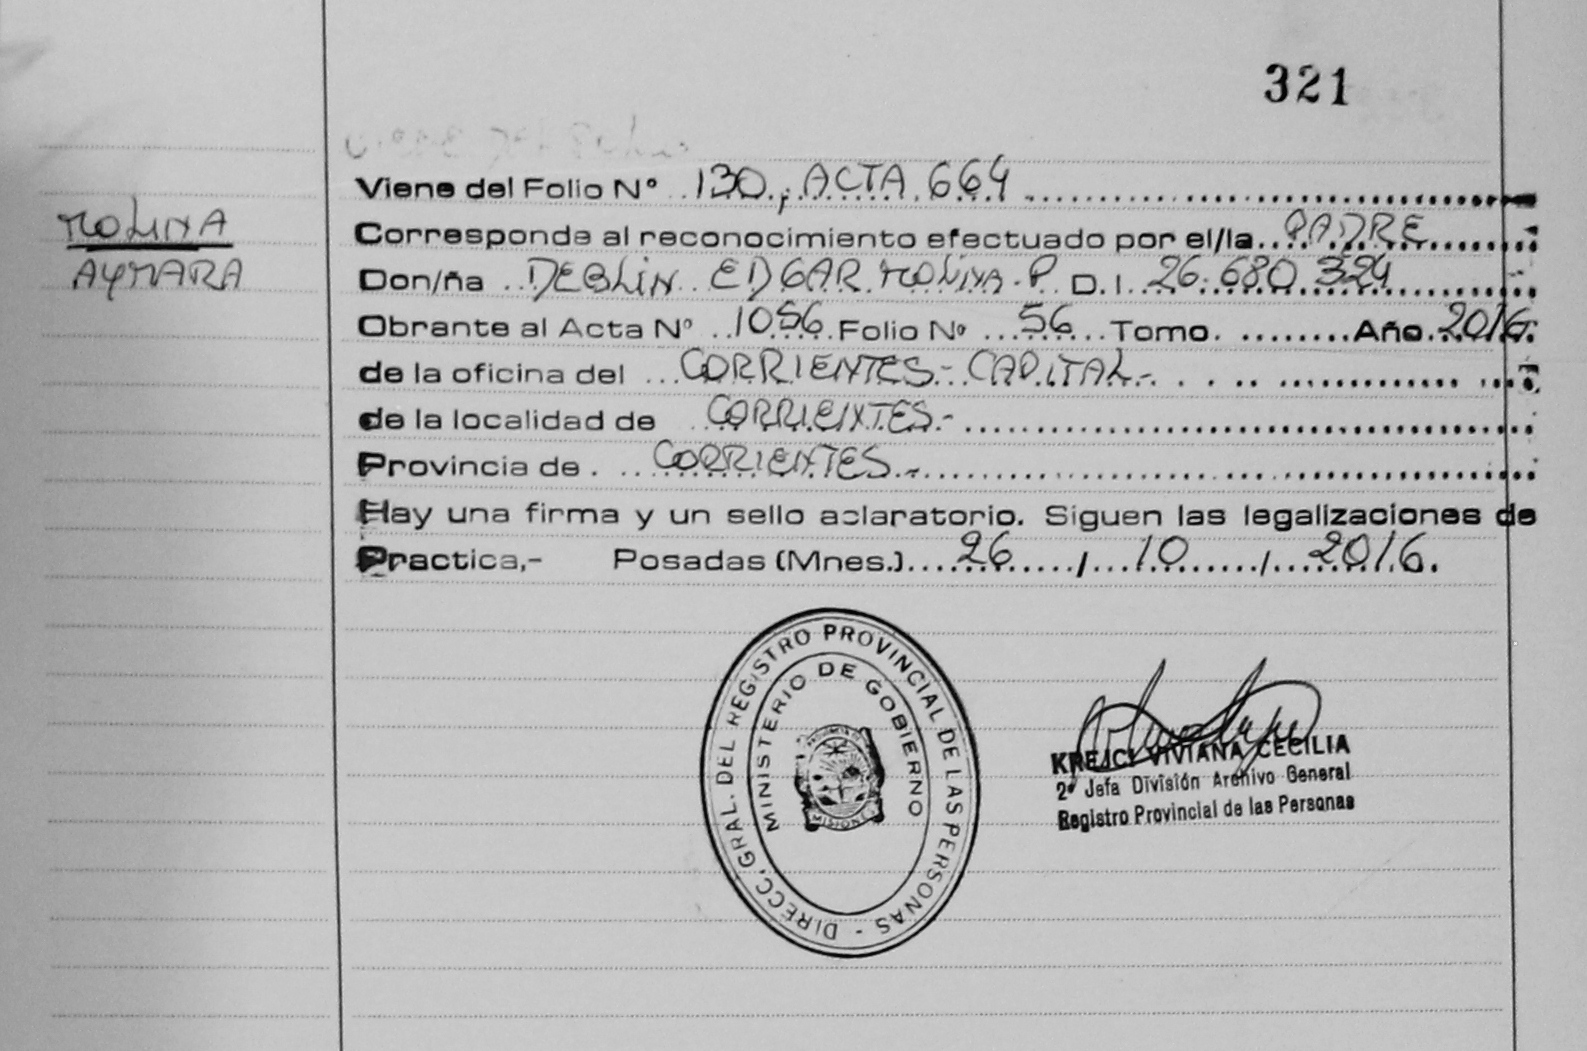 321
Viene del Folio N° 130, ACTA 664
MOLINA
Corresponde al reconocimiento efectuado por el/la PADRE
AYMARA
Don/ña DEBLIN EDGAR MOLINA - P D.I. 26.680.324
Obrante al Acta N° 1056 Folio No 56 Tomo. ........Año 2016.
de la oficina del ... CORRIENTES - CAPITAL.-
de la localidad de CORRIENTES.-
Provincia de . CORRIENTES.-
Hay una firma y un sello aclaratorio. Siguen las legalizaciones de
Practica,- Posadas (Mnes.)....26...../...10....../....2016.
DIRECC. GRAL. DEL REGISTRO PROVINCIAL DE LAS PERSONAS -
MINISTERIO DE GOBIERNO
MISIONES
KREJCI VIVIANA CECILIA
2° Jefa División Archivo General
Registro Provincial de las Personas